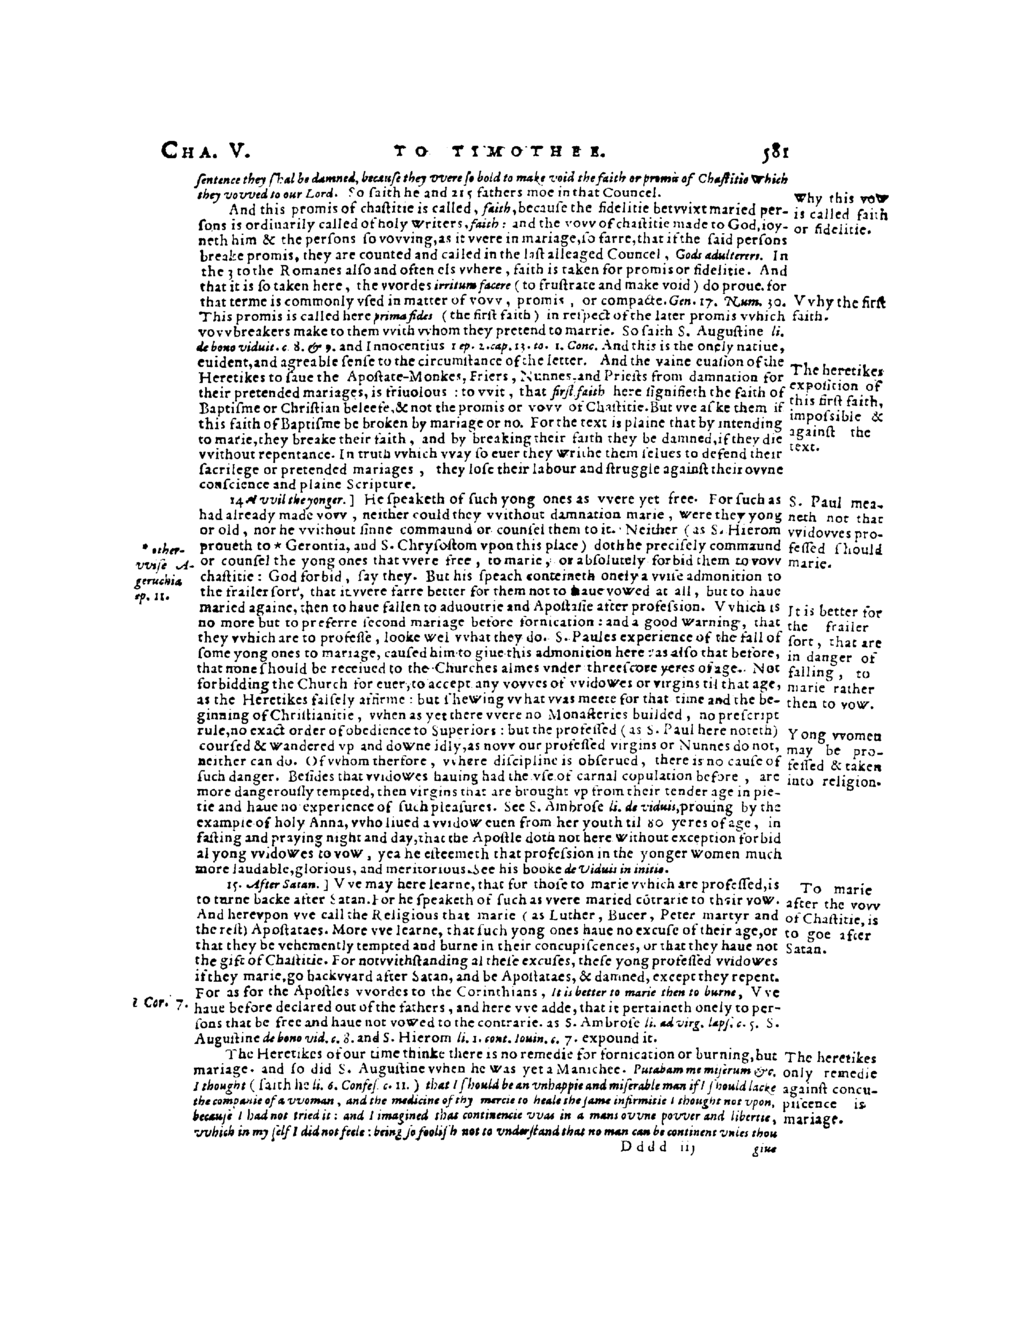 CHA. V.
TO TIMOTHEE.
581
sentence they shal be damned, because they vvere so bold to make void the faith or promis of Chastitie which
they vovved to our Lord. So saith he and 215 fathers moe in that Councel.
And this promis of chastitie is called, faith, because the fidelitie betvvixt maried per-
sons is ordinarily called of holy writers, faith: and the vovv of chastitie made to God, ioy-
neth him & the persons so vovving, as it vvere in mariage, so farre, that if the said persons
breake promis, they are counted and called in the last alleaged Councel, Gods adulterers. In
the 3 to the Romanes also and often els vvhere, faith is taken for promis or fidelitie. And
that it is so taken here, the vvordes irritum facere (to frustrate and make void) do proue. for
that terme is commonly vsed in matter of vovv, promis, or compacte. Gen. 17. Num. 30.
This promis is called here prima fides (the first faith) in respect of the later promis vvhich
vovvbreakers make to them vvith vvhom they pretend to marrie. So saith S. Augustine li.
de bono viduit. c. 8. & 9. and Innocentius 1 ep. 2. cap. 13. to. 1. Conc. And this is the onely natiue,
euident, and agreable sense to the circumstance of the letter. And the vaine euasion of the
Heretikes to saue the Apostate-Monkes, Friers, Nunnes, and Priests from damnation for
their pretended mariages, is friuolous: to vvit, that first faith here signifieth the faith of
Baptisme or Christian beleefe, & not the promis or vovv of Chastitie. But vve aske them if
this faith of Baptisme be broken by mariage or no. For the text is plaine that by intending
to marie, they breake their faith, and by breaking their faith they be damned, if they die
vvithout repentance. In truth vvhich vvay so euer they writhe them selues to defend their
sacrilege or pretended mariages, they lose their labour and struggle against their ovvne
conscience and plaine Scripture.
14 I vvil the yonger.] He speaketh of such yong ones as vvere yet free. For such as
had already made vovv, neither could they vvithout damnation marie, were they yong
or old, nor he vvithout sinne commaund or counsel them to it. Neither (as S. Hierom
proueth to * Gerontia, and S. Chrysostom vpon this place) doth he precisely commaund
or counsel the yong ones that vvere free, to marie, or absolutely forbid them to vovv
chastitie: God forbid, say they. But his speach conteineth onely a vvise admonition to
the frailer sort, that it vvere farre better for them not to haue vowed at all, but to haue
maried againe, then to haue fallen to aduoutrie and Apostasie after profession. Vvhich is
no more but to preferre second mariage before fornication: and a good warning, that
they vvhich are to professe, looke wel vvhat they do. S. Paules experience of the fall of
some yong ones to mariage, caused him to giue this admonition here: as also that before,
that none should be receiued to the Churches almes vnder threescore yeres of age. Not
forbidding the Church for euer, to accept any vovves of vvidowes or virgins til that age,
as the Heretikes falsely affirme: but shewing vvhat vvas meete for that time and the be-
ginning of Christianitie, vvhen as yet there vvere no Monasteries builded, no prescript
rule, no exact order of obedience to Superiors: but the professed (as S. Paul here noteth)
coursed & wandered vp and downe idly, as novv our professed virgins or Nunnes do not,
neither can do. Of vvhom therfore, vvhere discipline is obserued, there is no cause of
such danger. Besides that vvidowes hauing had the vse of carnal copulation before, are
more dangerously tempted, then virgins that are brought vp from their tender age in pie-
tie and haue no experience of such pleasures. See S. Ambrose li. de viduis, prouing by the
example of holy Anna, vvho liued a vvidow euen from her youth til 80 yeres of age, in
fasting and praying night and day, that the Apostle doth not here without exception forbid
al yong vvidowes to vow, yea he esteemeth that profession in the yonger women much
more laudable, glorious, and meritorious. See his booke de Viduis in initio.
15. After Satan.] Vve may here learne, that for those to marie vvhich are professed, is
to turne backe after Satan. For he speaketh of such as vvere maried cõtrarie to their vow.
And herevpon vve call the Religious that marie (as Luther, Bucer, Peter martyr and
the rest) Apostataes. More vve learne, that such yong ones haue no excuse of their age, or
that they be vehemently tempted and burne in their concupiscences, or that they haue not
the gift of Chastitie. For notvvithstanding al these excuses, these yong professed vvidowes
if they marie, go backvvard after Satan, and be Apostataes, & damned, except they repent.
For as for the Apostles vvordes to the Corinthians, It is better to marie then to burne, Vve
haue before declared out of the fathers, and here vve adde, that it perteineth onely to per-
sons that be free and haue not vowed to the contrarie. as S. Ambrose li. ad virg. laps. c. 5. S.
Augustine de bono vid. c. 8. and S. Hierom li. 1. cont. Iouin. c. 7. expound it.
The Heretikes of our time thinke there is no remedie for fornication or burning, but
mariage. and so did S. Augustine vvhen he was yet a Manichee. Putabam me miserum &c.
I thought (saith he li. 6. Confes. c. 11.) that I should be an vnhappie and miserable man if I should lacke
the companie of a vvoman, and the medicine of thy mercie to heale the same infirmitie I thought not vpon,
because I had not tried it: and I imagined that continencie vvas in a mans ovvne povver and libertie,
vvhich in my self I did not feele: being so foolish not to vnderstand that no man can be continent vnles thou
Dddd iij
giue
Why this vow
is called faith
or fidelitie.
Vvhy the first
faith.
The heretikes
exposition of
this first faith,
impossible &
against the
text.
S. Paul mea-
neth not that
vvidovves pro-
fessed should
marie.
It is better for
the frailer
sort, that are
in danger of
falling, to
marie rather
then to vow.
Yong vvomen
may be pro-
fessed & taken
into religion.
To marie
after the vovv
of Chastitie, is
to goe after
Satan.
The heretikes
only remedie
against concu-
piscence is
mariage.
* other-
vvise A-
geruchia
ep. 11.
1 Cor. 7.